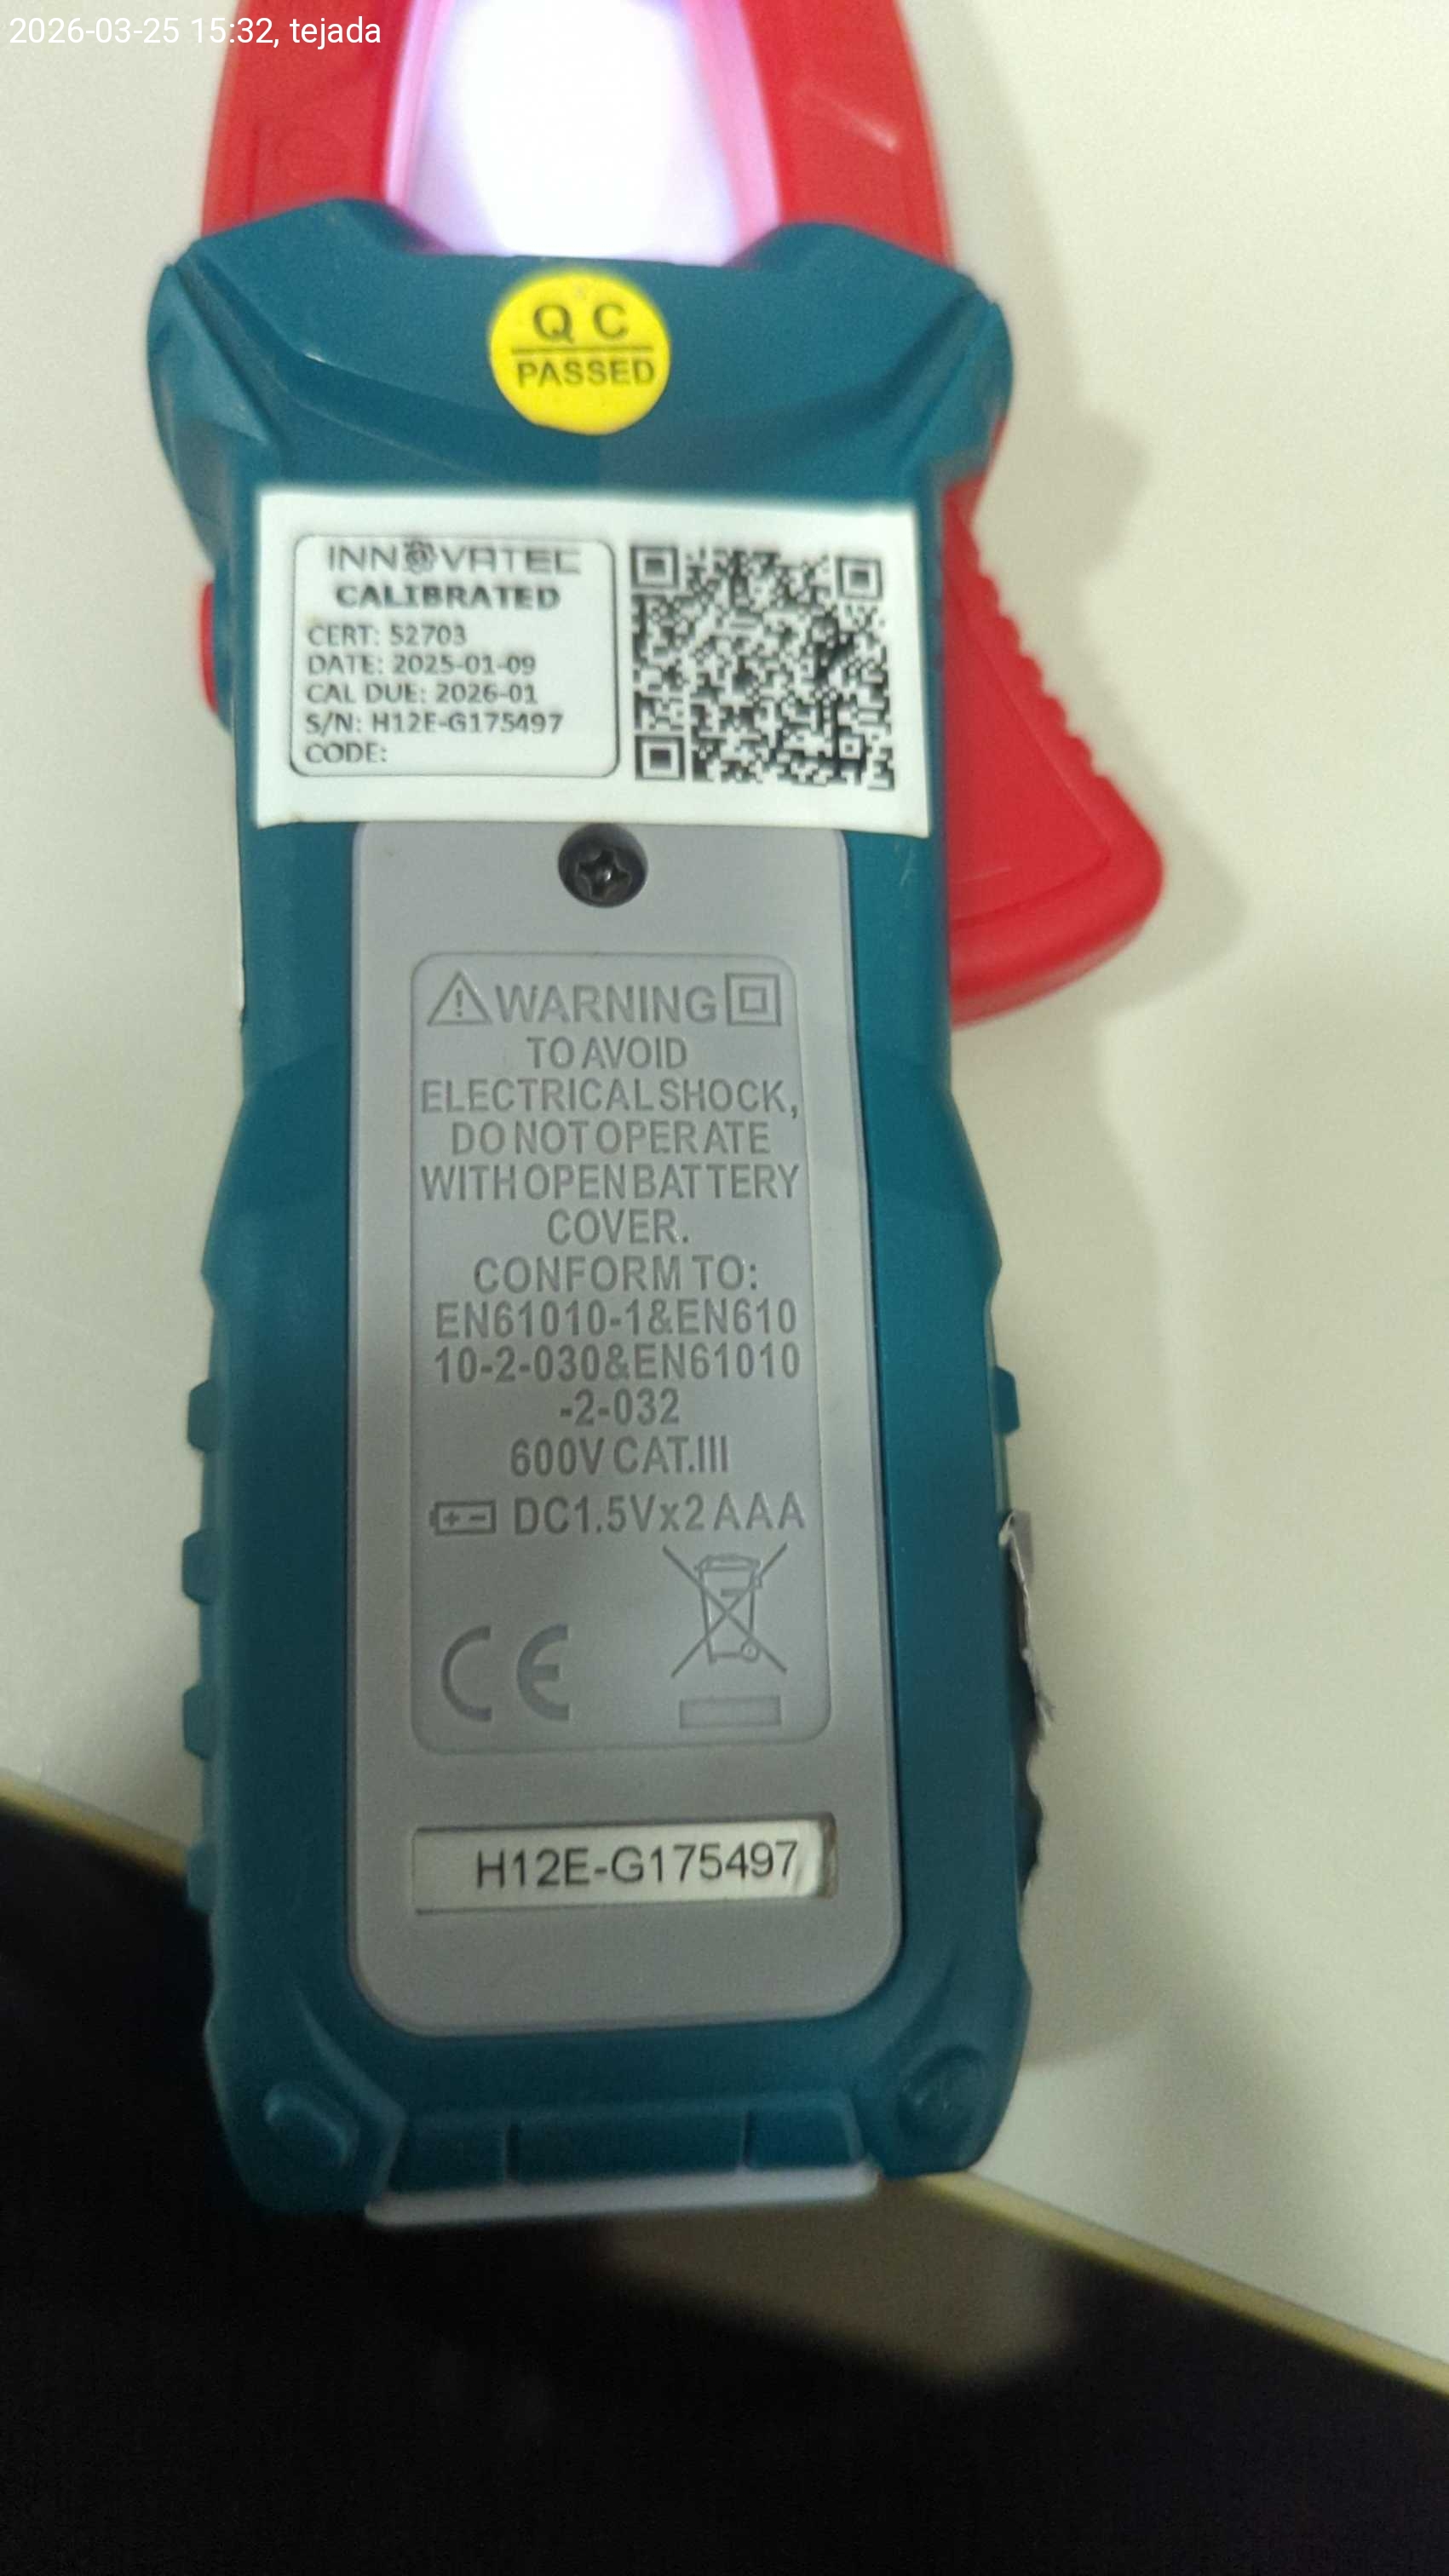 2026-03-25 15:32, tejada
Q C
PASSED
INNOVATEC
CALIBRATED
CERT: 52703
DATE: 2025-01-09
CAL DUE: 2026-01
S/N: H12E-G175497
CODE:
WARNING
TO AVOID
ELECTRICAL SHOCK,
DO NOT OPERATE
WITH OPEN BATTERY
COVER.
CONFORM TO:
EN61010-1&EN610
10-2-030&EN61010
-2-032
600V CAT.III
DC1.5Vx2 AAA
CE
H12E-G175497